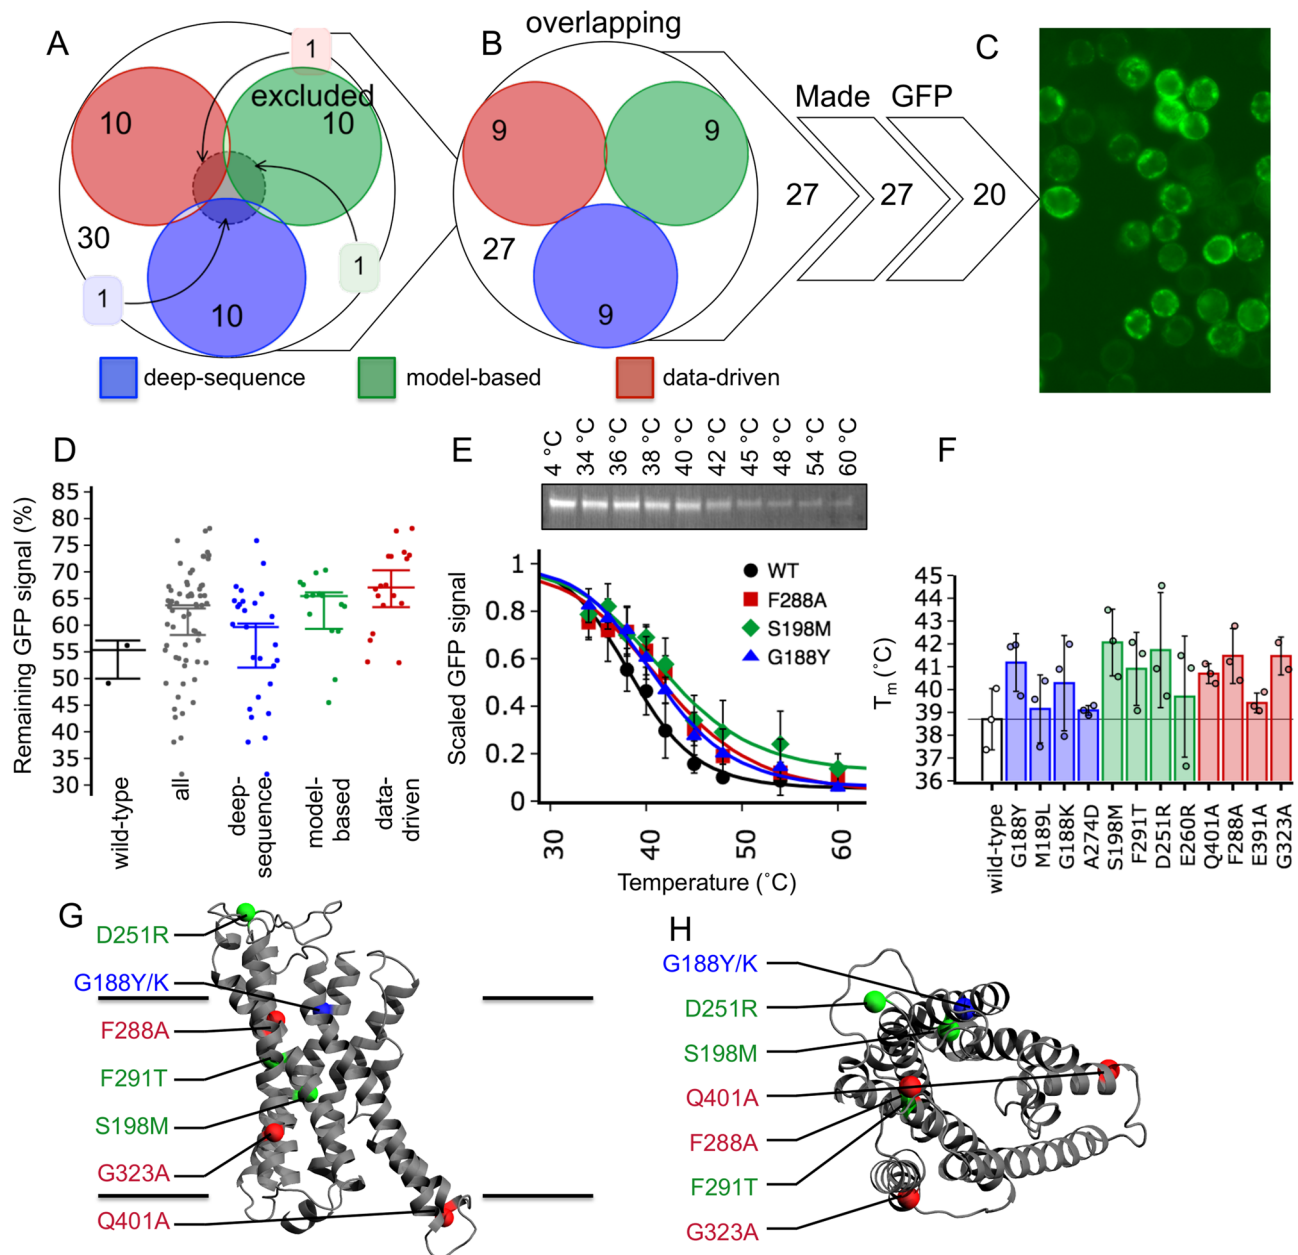 A
1
excluded
10
10
30
1
1
10
B
overlapping
9
9
27
9
Made
GFP
27
27
20
C
deep-sequence
model-based
data-driven
D
Remaining GFP signal (%)
85
80
75
70
65
60
55
50
45
40
35
30
wild-type
all
deep-
sequence
model-
based
data-
driven
E
4 °C
34 °C
36 °C
38 °C
40 °C
42 °C
45 °C
48 °C
54 °C
60 °C
Scaled GFP signal
1
0.8
0.6
0.4
0.2
0
WT
F288A
S198M
G188Y
30
40
50
60
Temperature (˚C)
F
Tm (˚C)
45
44
43
42
41
40
39
38
37
36
wild-type
G188Y
M189L
G188K
A274D
S198M
F291T
D251R
E260R
Q401A
F288A
E391A
G323A
G
D251R
G188Y/K
F288A
F291T
S198M
G323A
Q401A
H
G188Y/K
D251R
S198M
Q401A
F288A
F291T
G323A